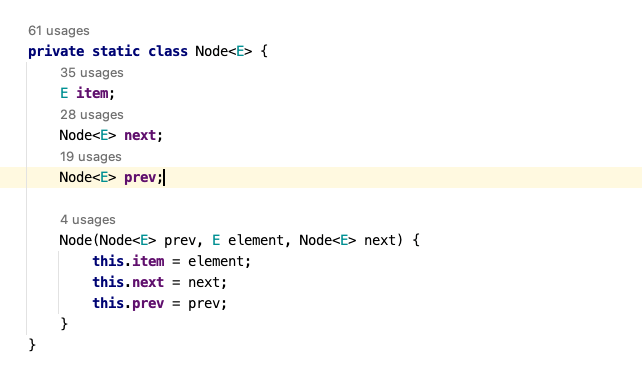 61 usages
private static class Node<E> {
35 usages
E item;
28 usages
Node<E> next;
19 usages
Node<E> prev;
4 usages
Node(Node<E> prev, E element, Node<E> next) {
this.item = element;
this.next = next;
this.prev = prev;
}
}